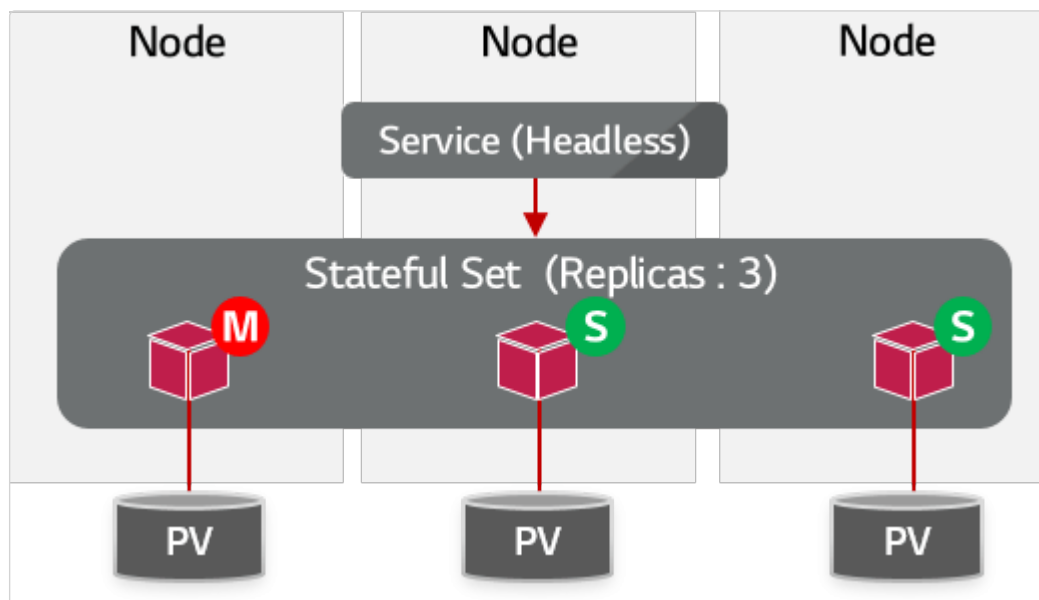 Node
Node
Node
Service (Headless)
Stateful Set (Replicas : 3)
M
S
S
PV
PV
PV